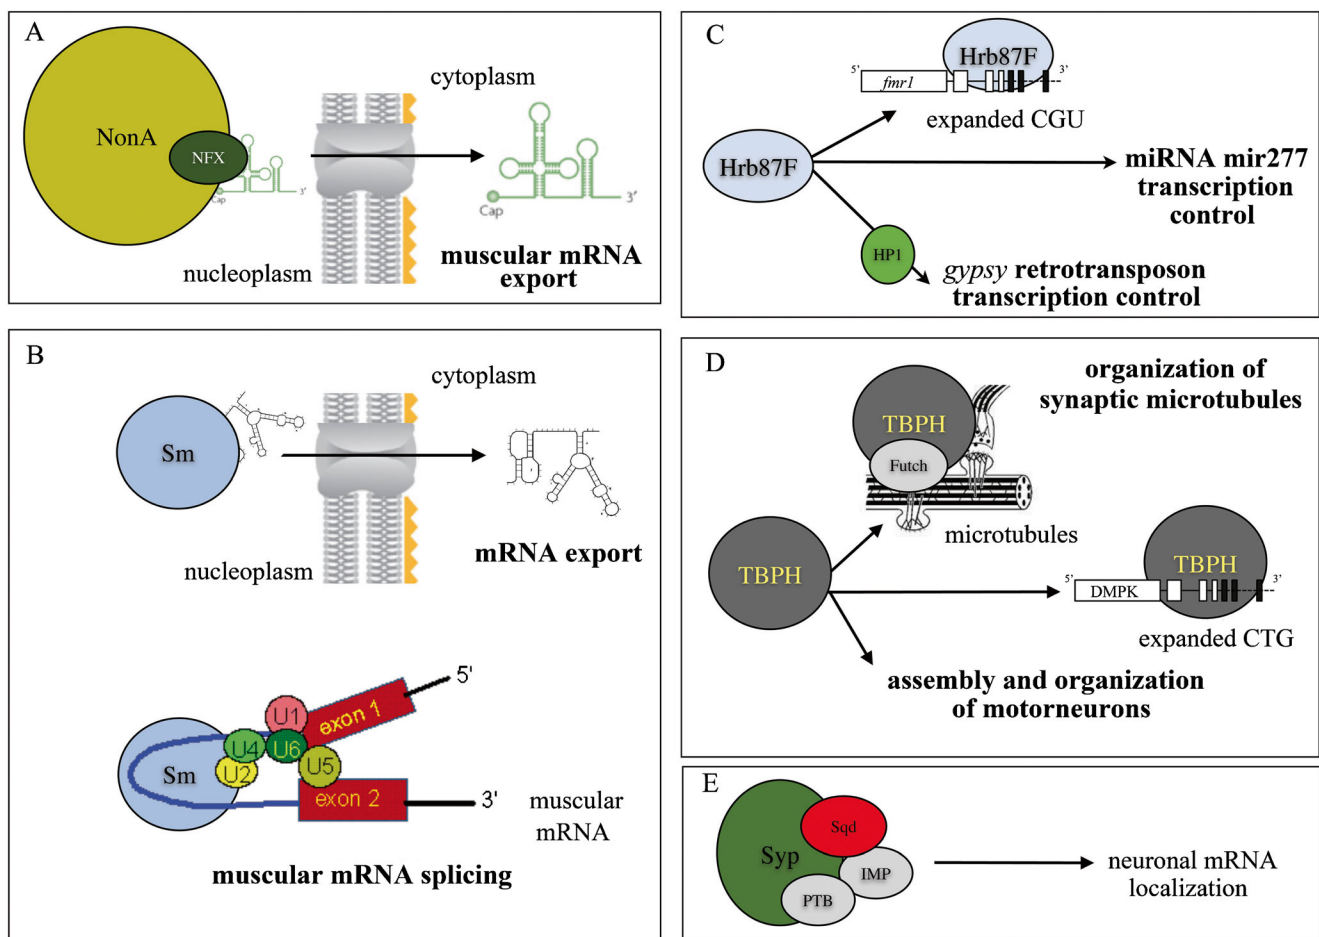 A
cytoplasm
NonA
NFX
Cap
3'
Cap
3'
nucleoplasm
muscular mRNA
export
B
cytoplasm
Sm
nucleoplasm
mRNA export
5'
U1
exon 1
U4
U6
Sm
U2
U5
exon 2
3'
muscular
mRNA
muscular mRNA splicing
C
Hrb87F
5'
3'
fmr1
expanded CGU
Hrb87F
miRNA mir277
transcription
control
HP1
gypsy retrotransposon
transcription control
D
organization of
synaptic microtubules
TBPH
Futch
microtubules
TBPH
TBPH
5'
3'
DMPK
expanded CTG
assembly and organization
of motorneurons
E
Sqd
Syp
IMP
PTB
neuronal mRNA
localization